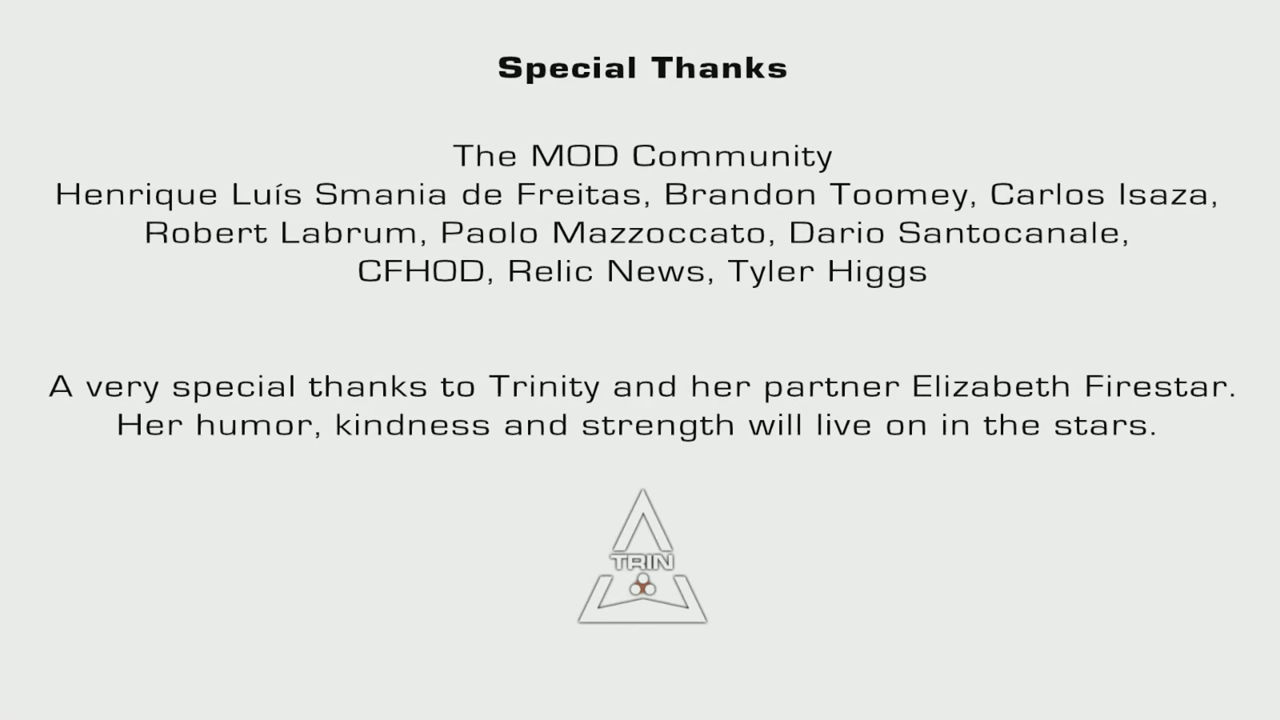 Special Thanks
The MOD Community
Henrique Luís Smania de Freitas, Brandon Toomey, Carlos Isaza,
Robert Labrum, Paolo Mazzoccato, Dario Santocanale,
CFHOD, Relic News, Tyler Higgs
A very special thanks to Trinity and her partner Elizabeth Firestar.
Her humor, kindness and strength will live on in the stars.
TRIN